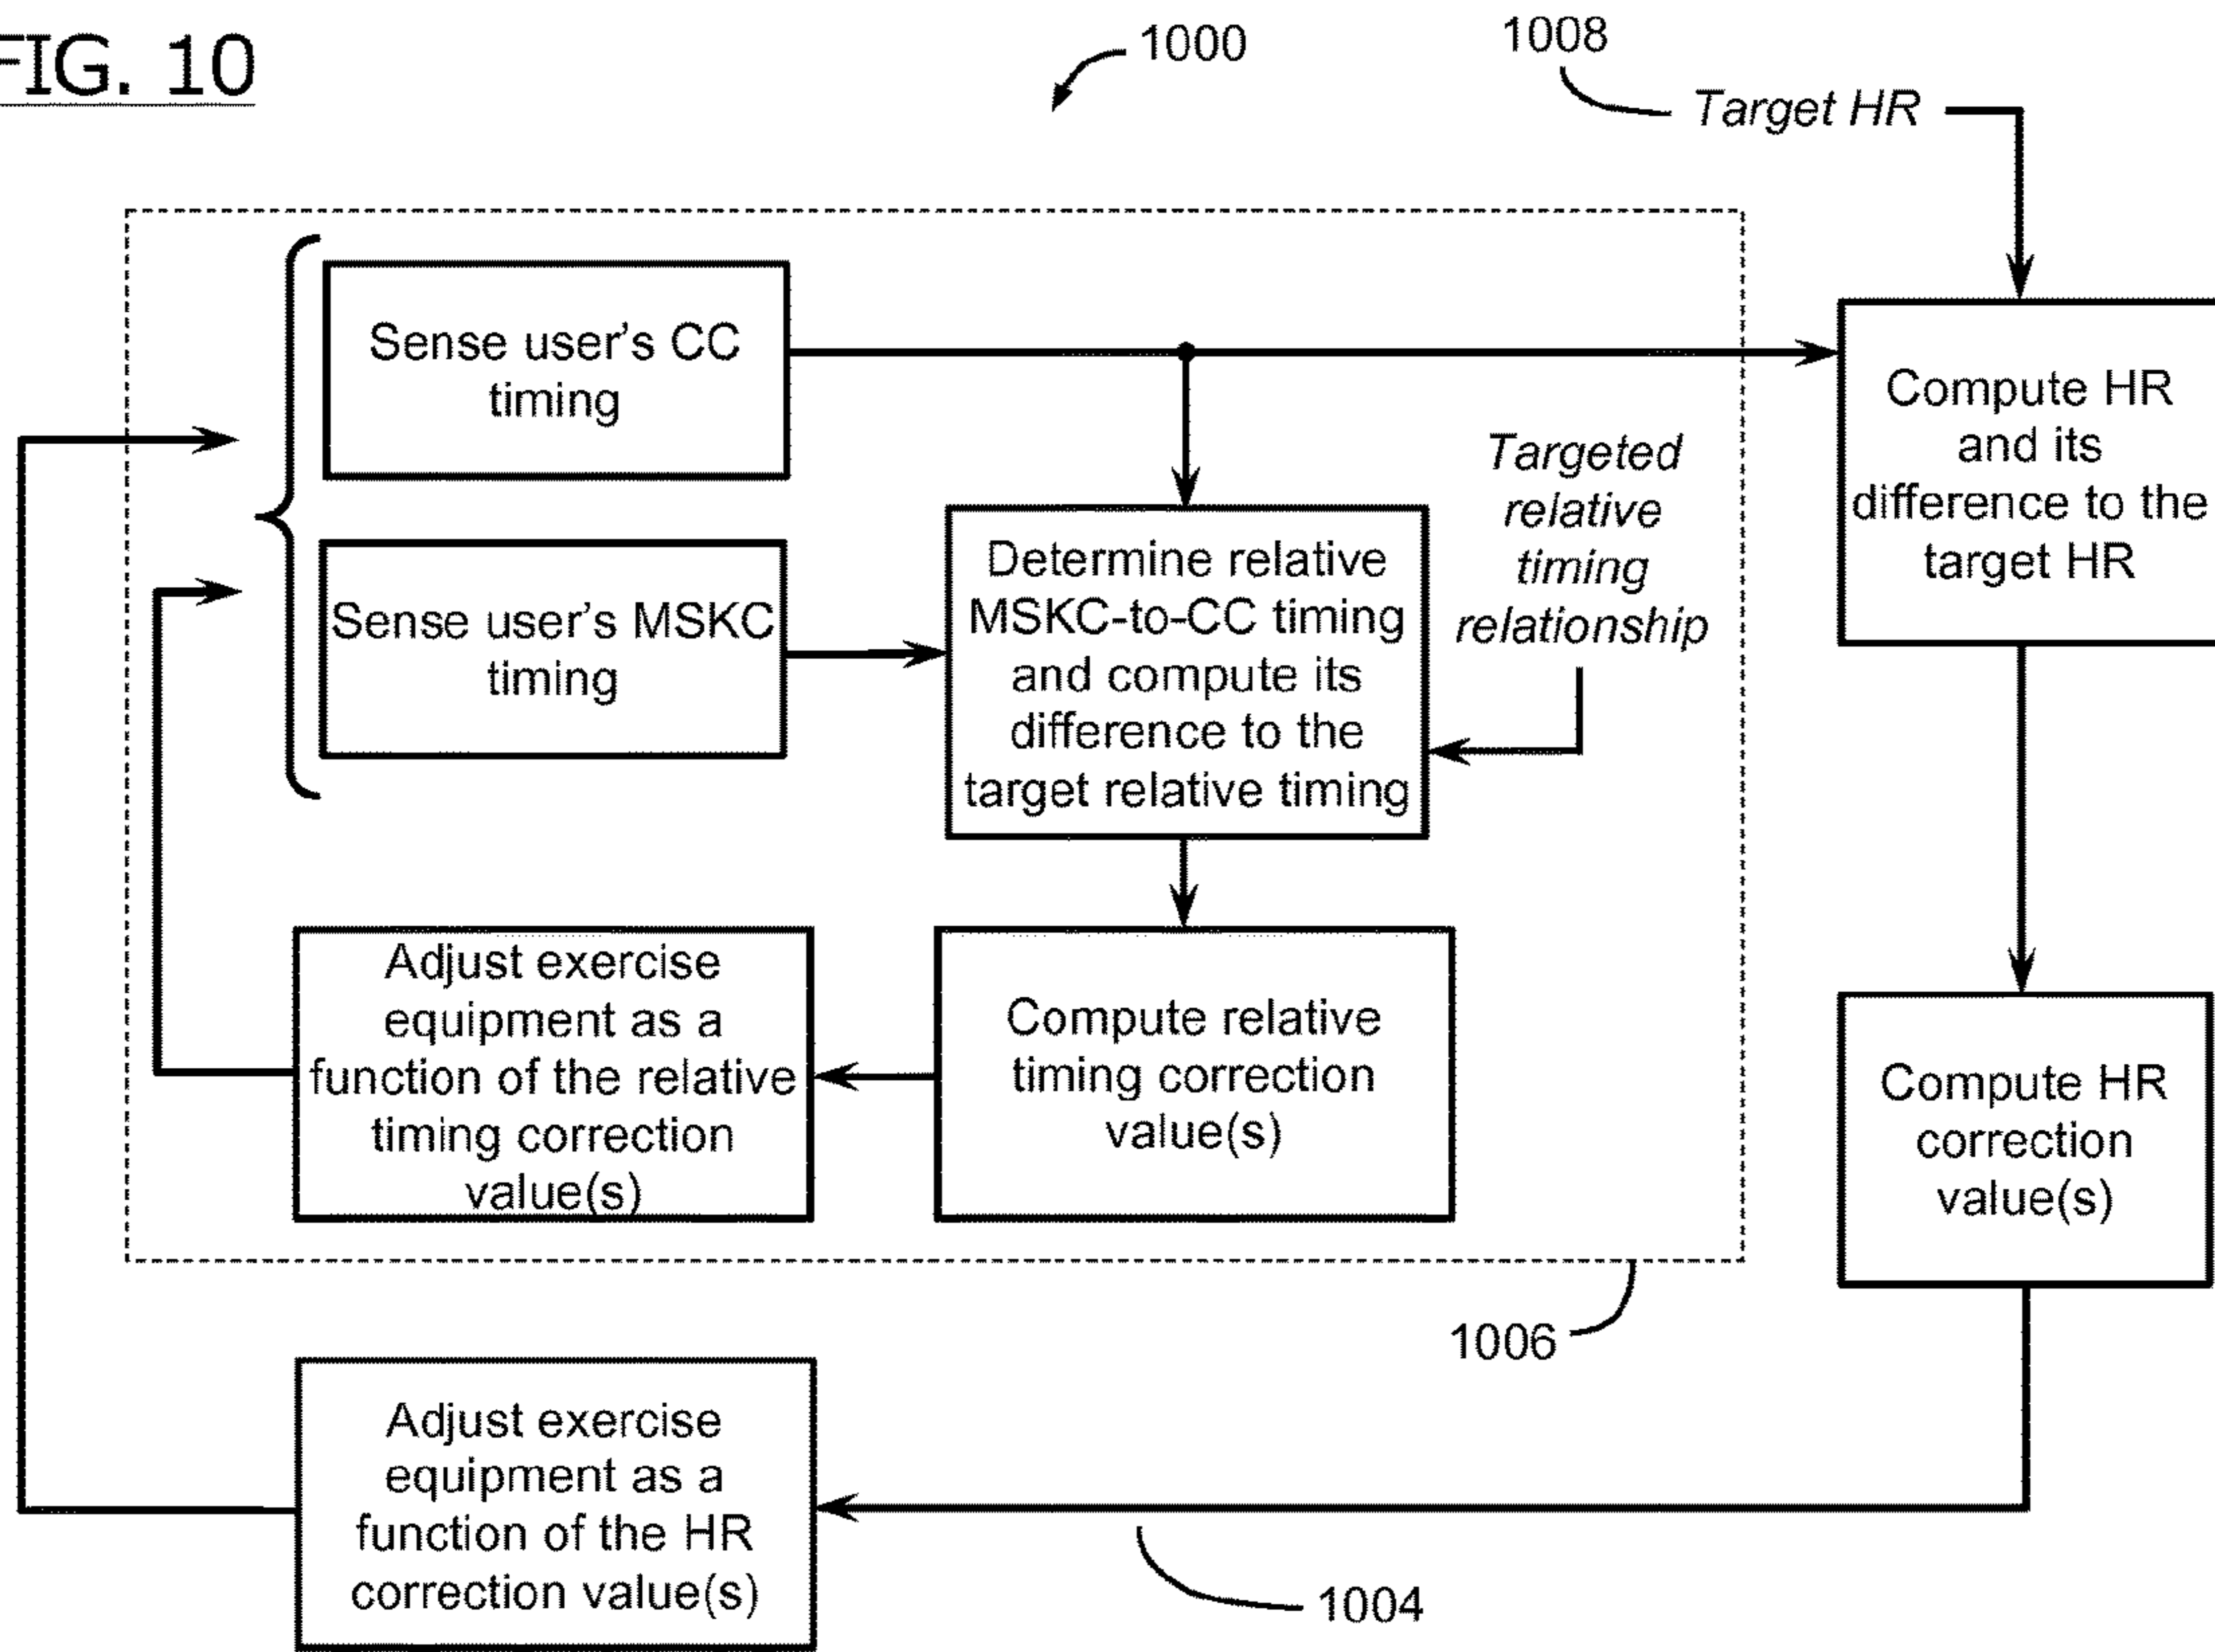 FIG. 10
1000
1008
Target HR
Sense user's CC
timing
Compute HR
and its
difference to the
target HR
Targeted
relative
timing
relationship
Determine relative
MSKC-to-CC timing
and compute its
difference to the
target relative timing
Sense user's MSKC
timing
Adjust exercise
equipment as a
function of the relative
timing correction
value(s)
Compute relative
timing correction
value(s)
Compute HR
correction
value(s)
1006
Adjust exercise
equipment as a
function of the HR
correction value(s)
1004